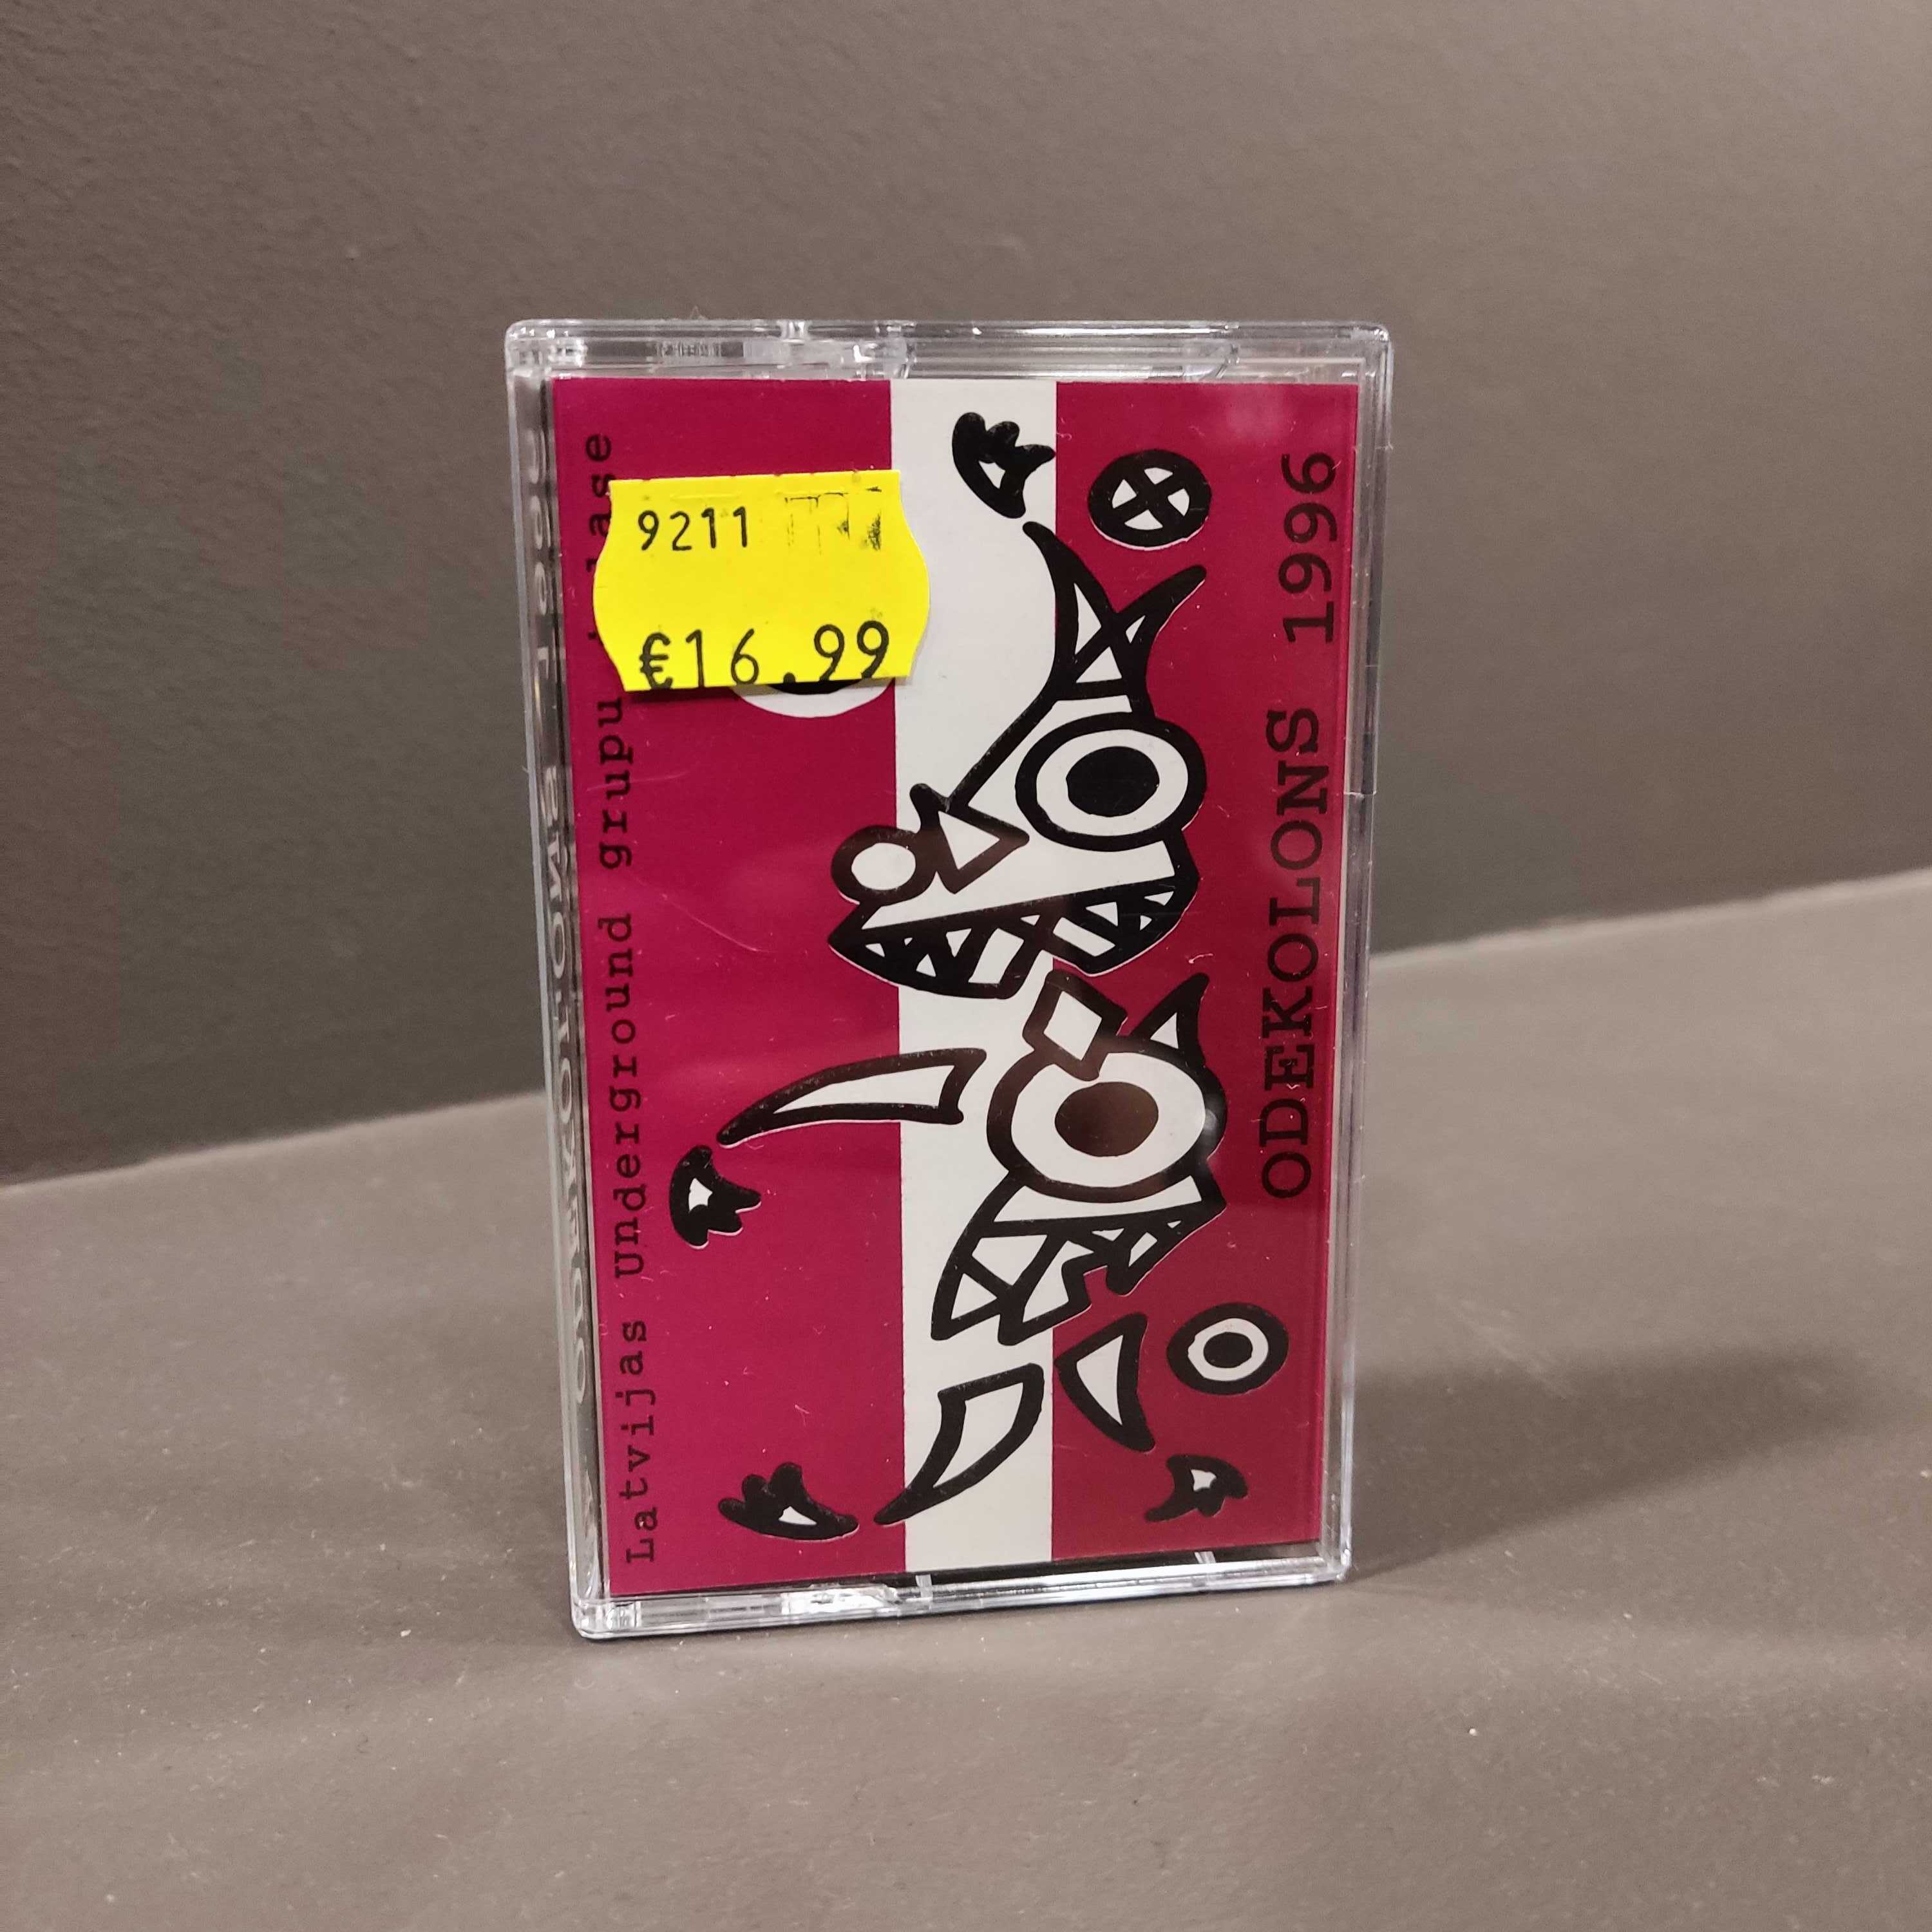 ODEKOLONS 1996
Latvijas Underground grupu
9211
€16.99